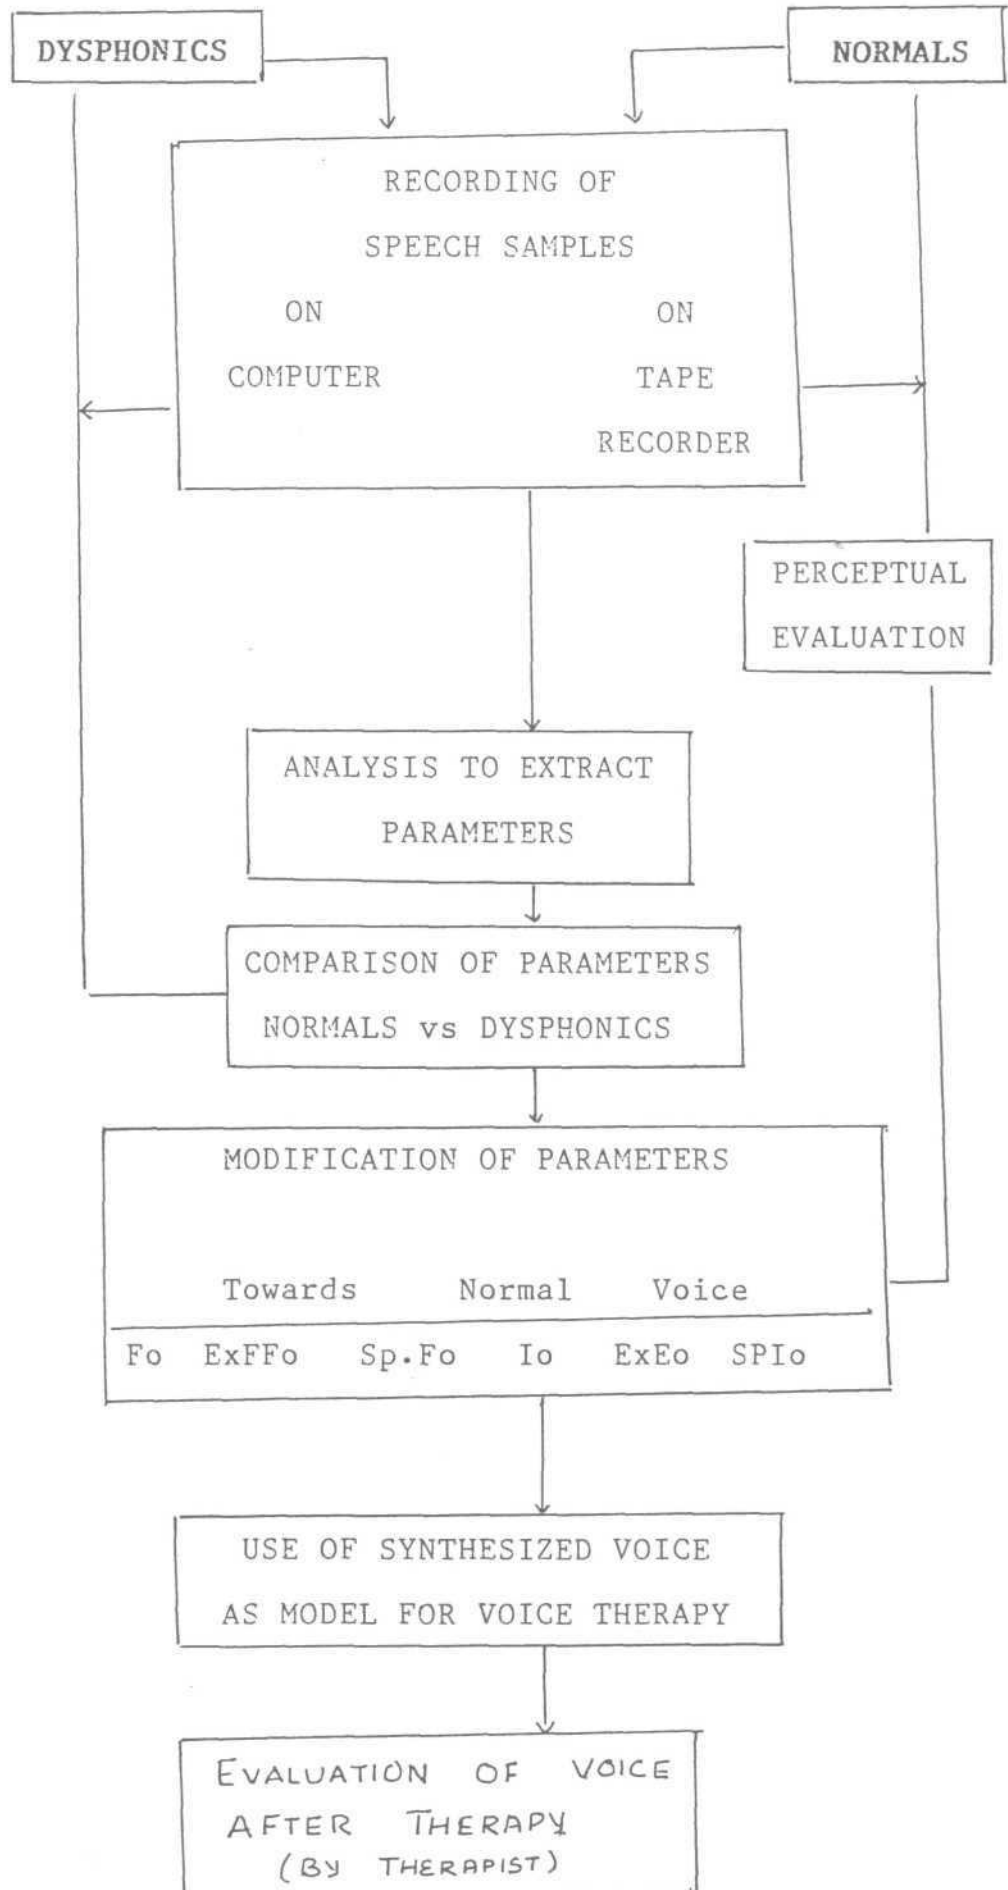 DYSPHONICS
NORMALS
RECORDING OF
SPEECH SAMPLES
ON ON
COMPUTER TAPE
RECORDER
PERCEPTUAL
EVALUATION
ANALYSIS TO EXTRACT
PARAMETERS
COMPARISON OF PARAMETERS
NORMALS vs DYSPHONICS
MODIFICATION OF PARAMETERS
Towards Normal Voice
Fo ExFFo Sp.Fo Io ExEo SPIo
USE OF SYNTHESIZED VOICE
AS MODEL FOR VOICE THERAPY
EVALUATION OF VOICE
AFTER THERAPY
(BY THERAPIST)